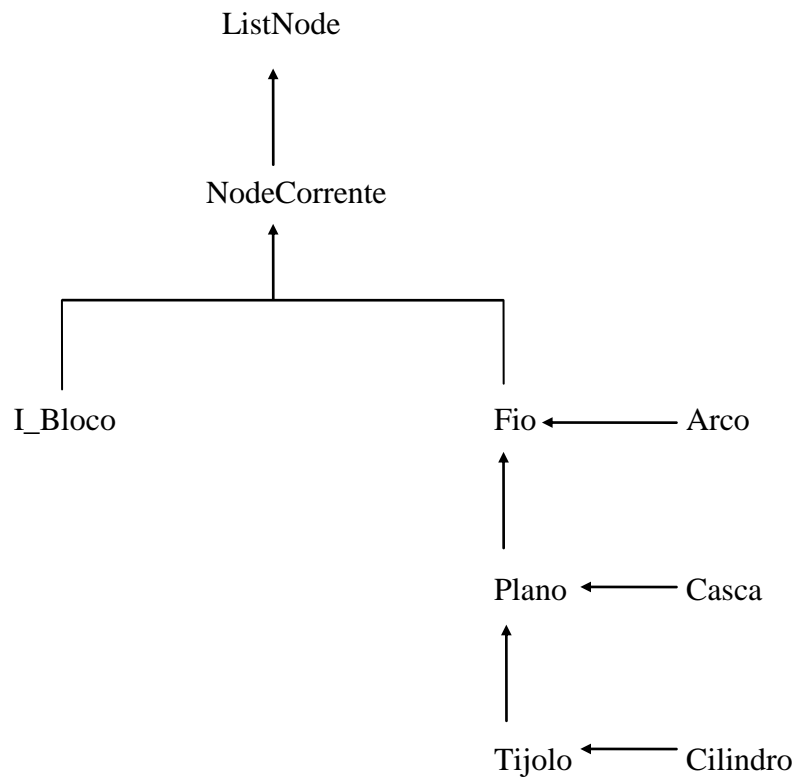 ListNode
NodeCorrente
I_Bloco
Fio
Arco
Plano
Casca
Tijolo
Cilindro